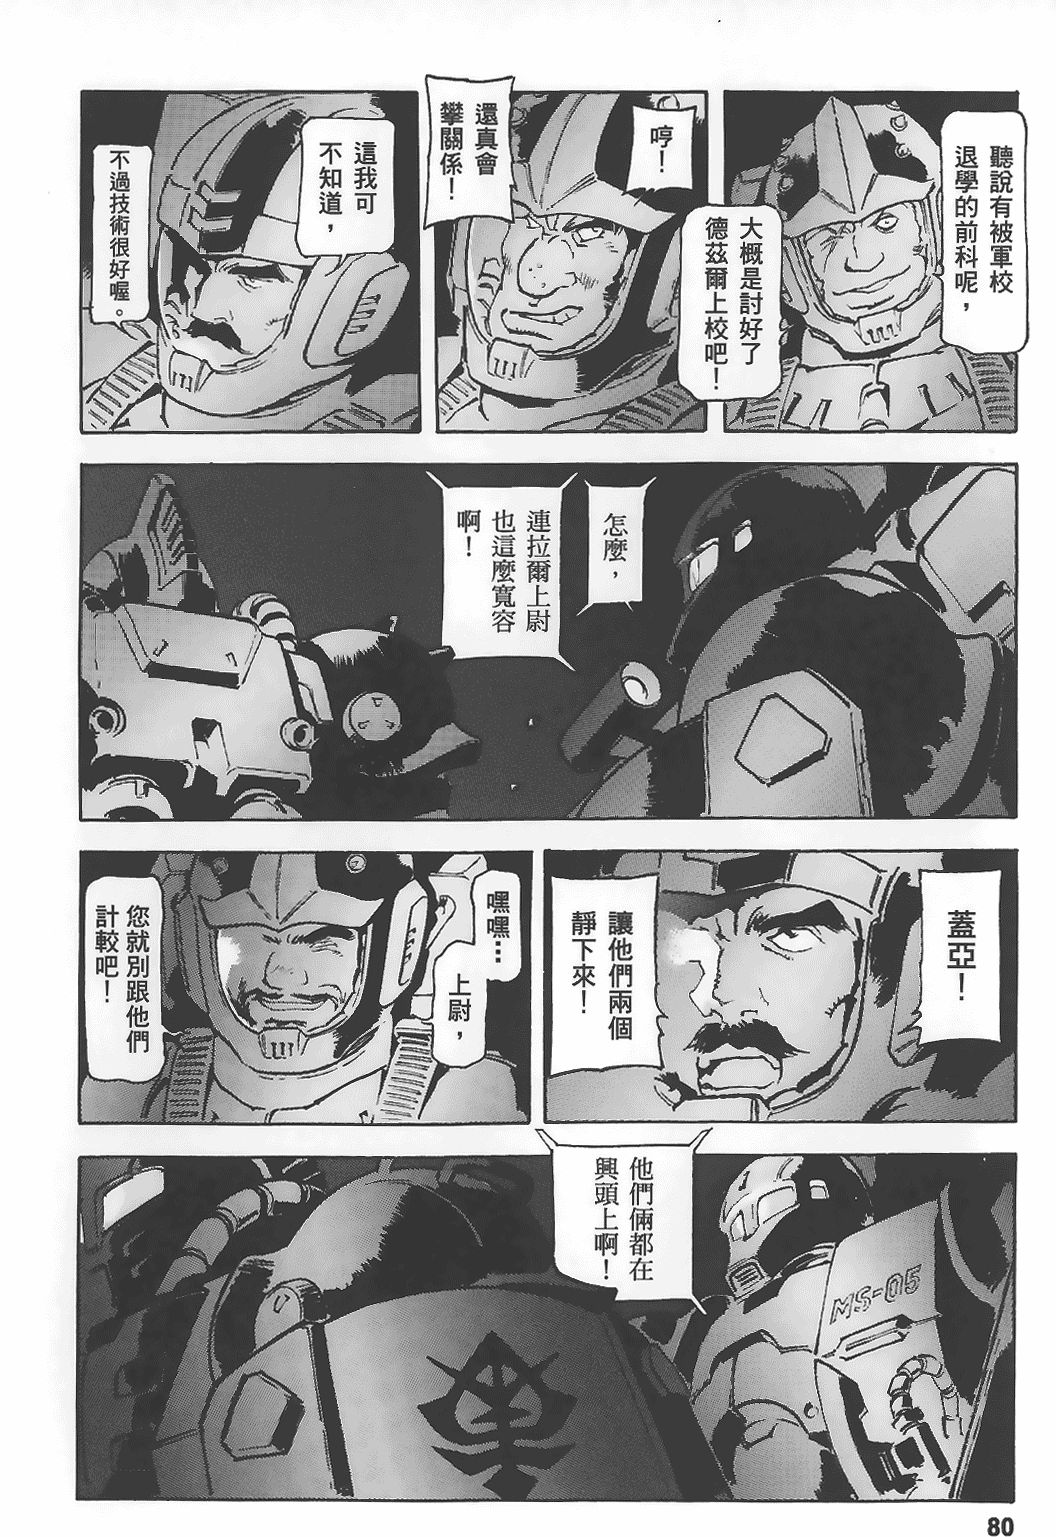 聽說有被軍校
退學的前科呢，
大概是討好了
德茲爾上校吧！
哼！
還真會
攀關係！
這我可
不知道，
不過技術很好喔。
怎麼，
連拉爾上尉
也這麼寬容
啊！
蓋亞！
讓他們兩個
靜下來！
嘿嘿…
上尉，
您就別跟他們
計較吧！
他們倆都在
興頭上啊！
MS-05
80